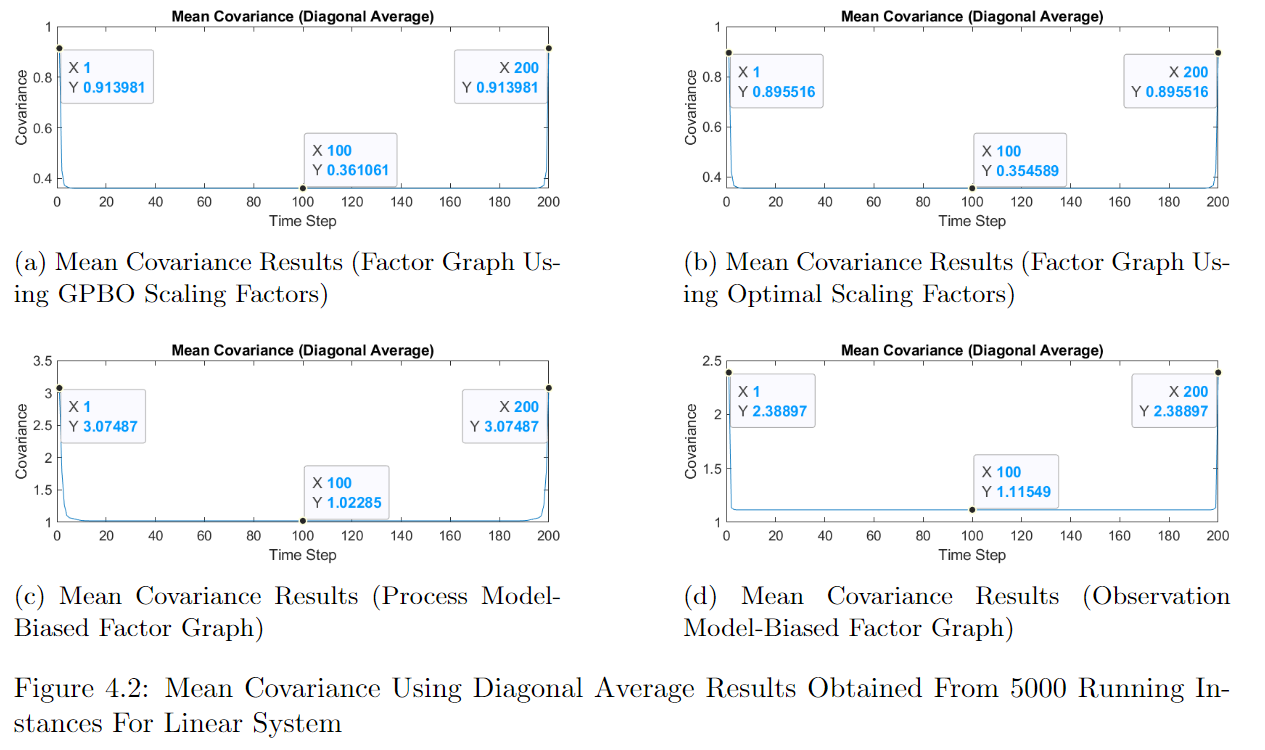 Mean Covariance (Diagonal Average)
1
0.8
0.6
0.4
Covariance
X 1
Y 0.913981
X 200
Y 0.913981
X 100
Y 0.361061
0 20 40 60 80 100 120 140 160 180 200
Time Step
(a) Mean Covariance Results (Factor Graph Us-
ing GPBO Scaling Factors)
Mean Covariance (Diagonal Average)
1
0.8
0.6
0.4
Covariance
X 1
Y 0.895516
X 200
Y 0.895516
X 100
Y 0.354589
0 20 40 60 80 100 120 140 160 180 200
Time Step
(b) Mean Covariance Results (Factor Graph Us-
ing Optimal Scaling Factors)
Mean Covariance (Diagonal Average)
3.5
3
2.5
2
1.5
1
Covariance
X 1
Y 3.07487
X 200
Y 3.07487
X 100
Y 1.02285
0 20 40 60 80 100 120 140 160 180 200
Time Step
(c) Mean Covariance Results (Process Model-
Biased Factor Graph)
Mean Covariance (Diagonal Average)
2.5
2
1.5
1
Covariance
X 1
Y 2.38897
X 200
Y 2.38897
X 100
Y 1.11549
0 20 40 60 80 100 120 140 160 180 200
Time Step
(d) Mean Covariance Results (Observation
Model-Biased Factor Graph)
Figure 4.2: Mean Covariance Using Diagonal Average Results Obtained From 5000 Running In-
stances For Linear System